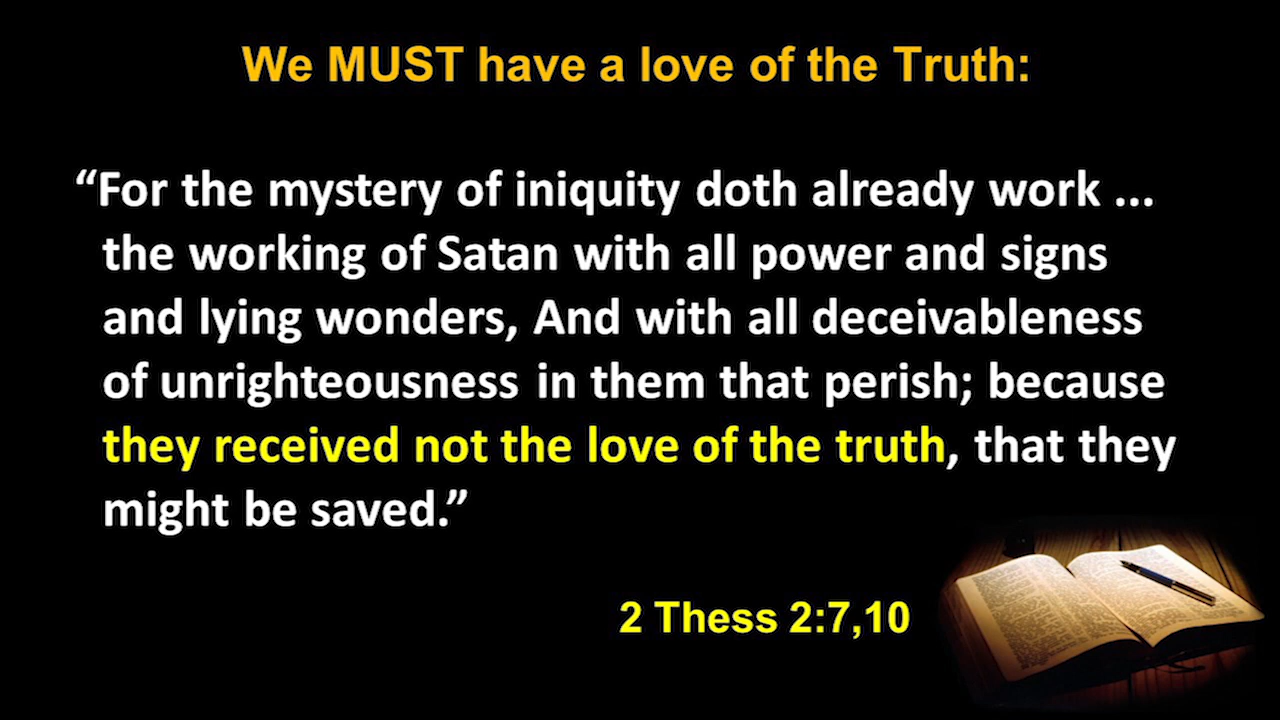 We MUST have a love of the Truth:
“For the mystery of iniquity doth already work ...
the working of Satan with all power and signs
and lying wonders, And with all deceivableness
of unrighteousness in them that perish; because
they received not the love of the truth, that they
might be saved.”
2 Thess 2:7,10